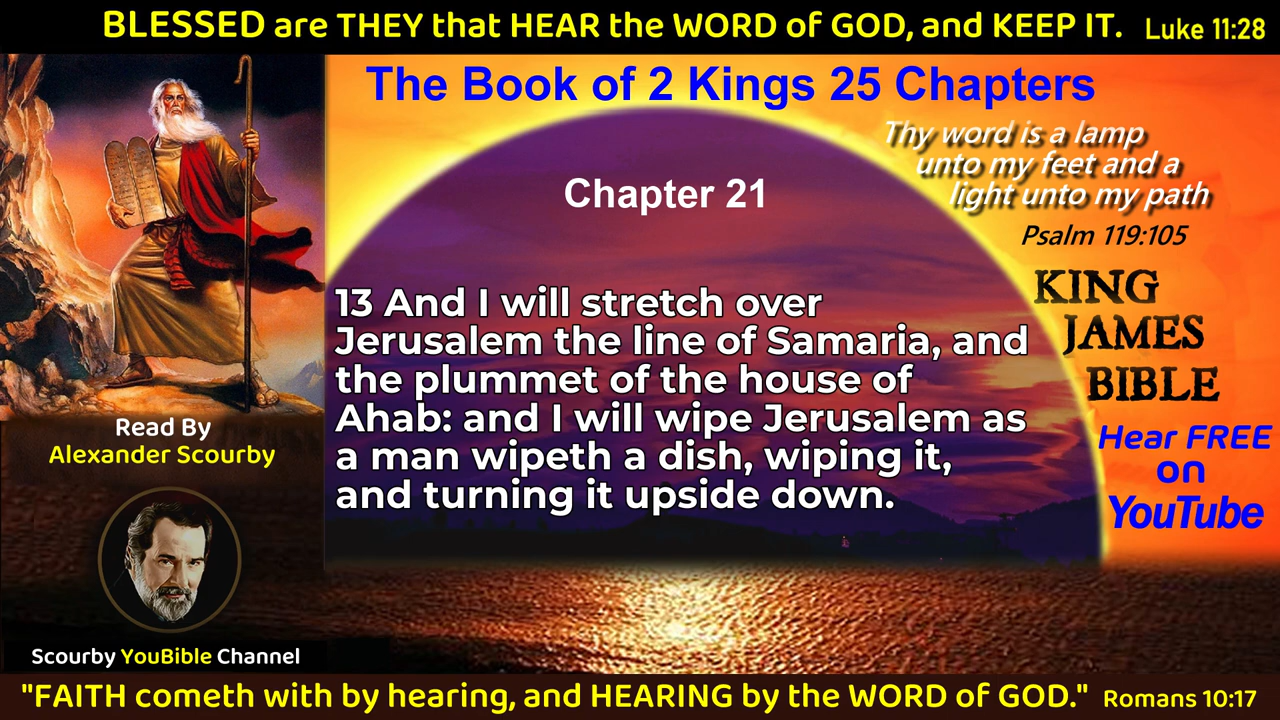 BLESSED are THEY that HEAR the WORD of GOD, and KEEP IT. Luke 11:28
The Book of 2 Kings 25 Chapters
Thy word is a lamp
unto my feet and a
light unto my path
Psalm 119:105
Chapter 21
13 And I will stretch over
Jerusalem the line of Samaria, and
the plummet of the house of
Ahab: and I will wipe Jerusalem as
a man wipeth a dish, wiping it,
and turning it upside down.
KING
JAMES
BIBLE
Hear FREE
on
YouTube
Read By
Alexander Scourby
Scourby YouBible Channel
"FAITH cometh with by hearing, and HEARING by the WORD of GOD." Romans 10:17